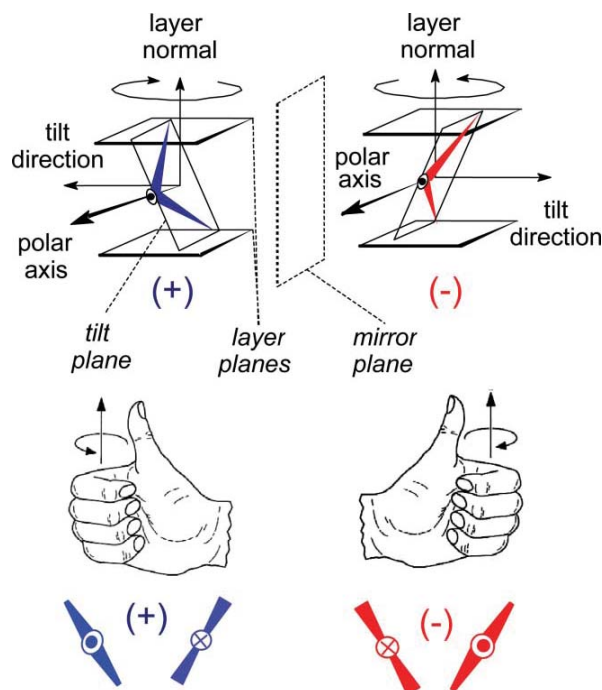 layer
normal
tilt
direction
polar
axis
(+)
tilt
plane
layer
planes
mirror
plane
layer
normal
polar
axis
tilt
direction
(-)
(+)
(-)